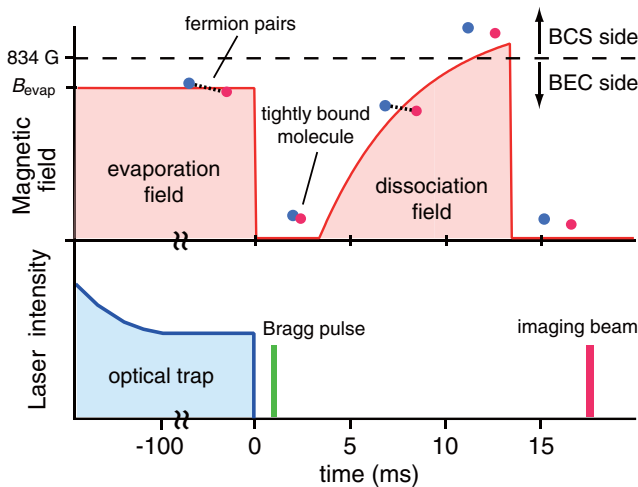 fermion pairs
BCS side
834 G
BEC side
B_evap
tightly bound
molecule
Magnetic
field
evaporation
field
dissociation
field
Laser intensity
Bragg pulse
imaging beam
optical trap
-100
0
5
10
15
time (ms)